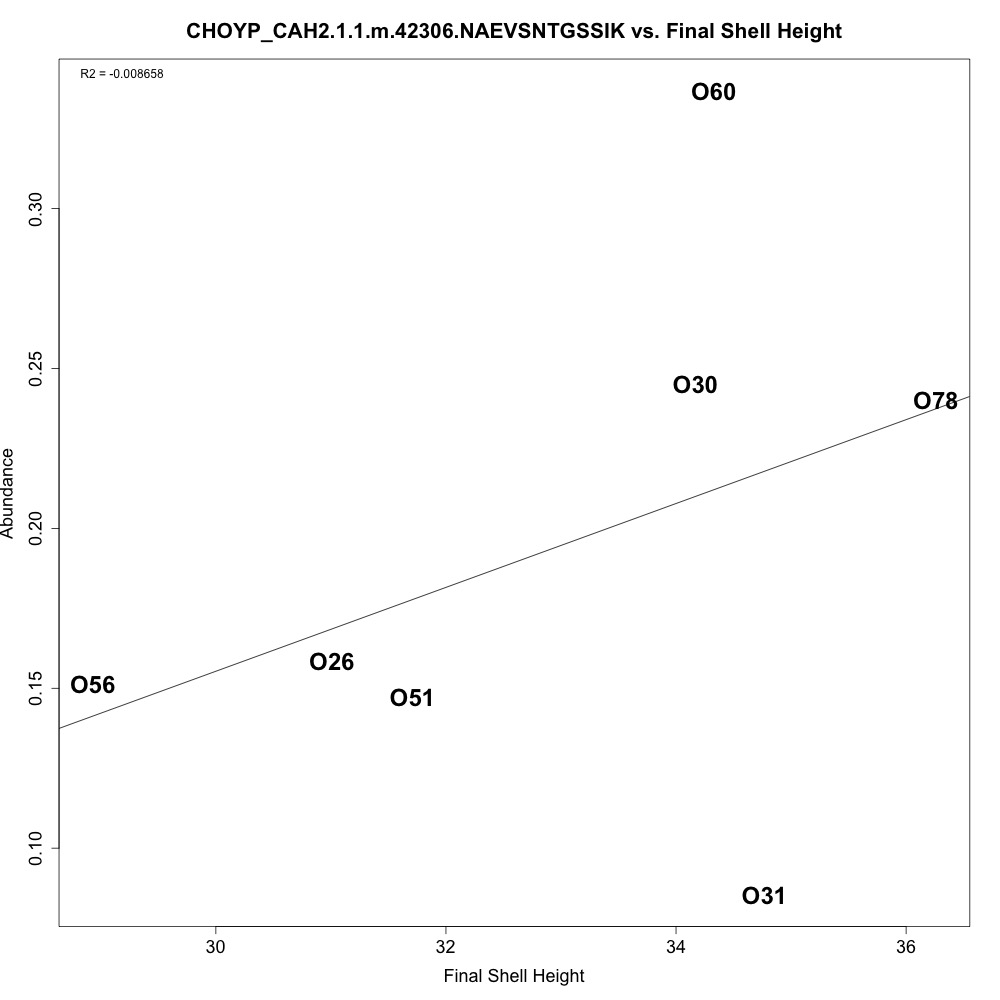 CHOYP_CAH2.1.1.m.42306.NAEVSNTGSSIK vs. Final Shell Height
R2 = -0.008658
O60
0.30
0.25
O30
O78
Abundance
0.20
O26
O56
0.15
O51
0.10
O31
30 32 34 36
Final Shell Height